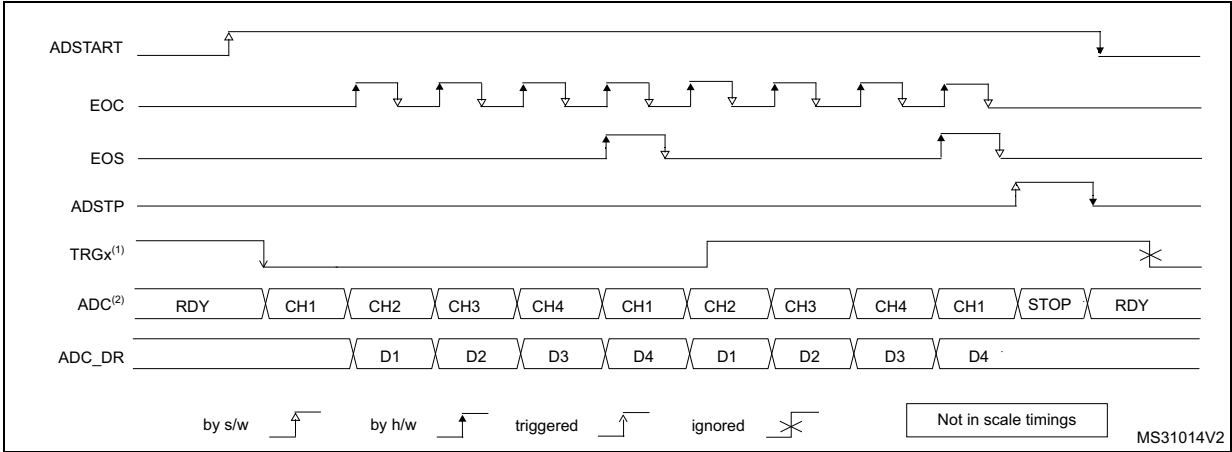 ADSTART
EOC
EOS
ADSTP
TRGx(1)
ADC(2) RDY CH1 CH2 CH3 CH4 CH1 CH2 CH3 CH4 CH1 STOP RDY
ADC_DR D1 D2 D3 D4 D1 D2 D3 D4
by s/w by h/w triggered ignored Not in scale timings
MS31014V2